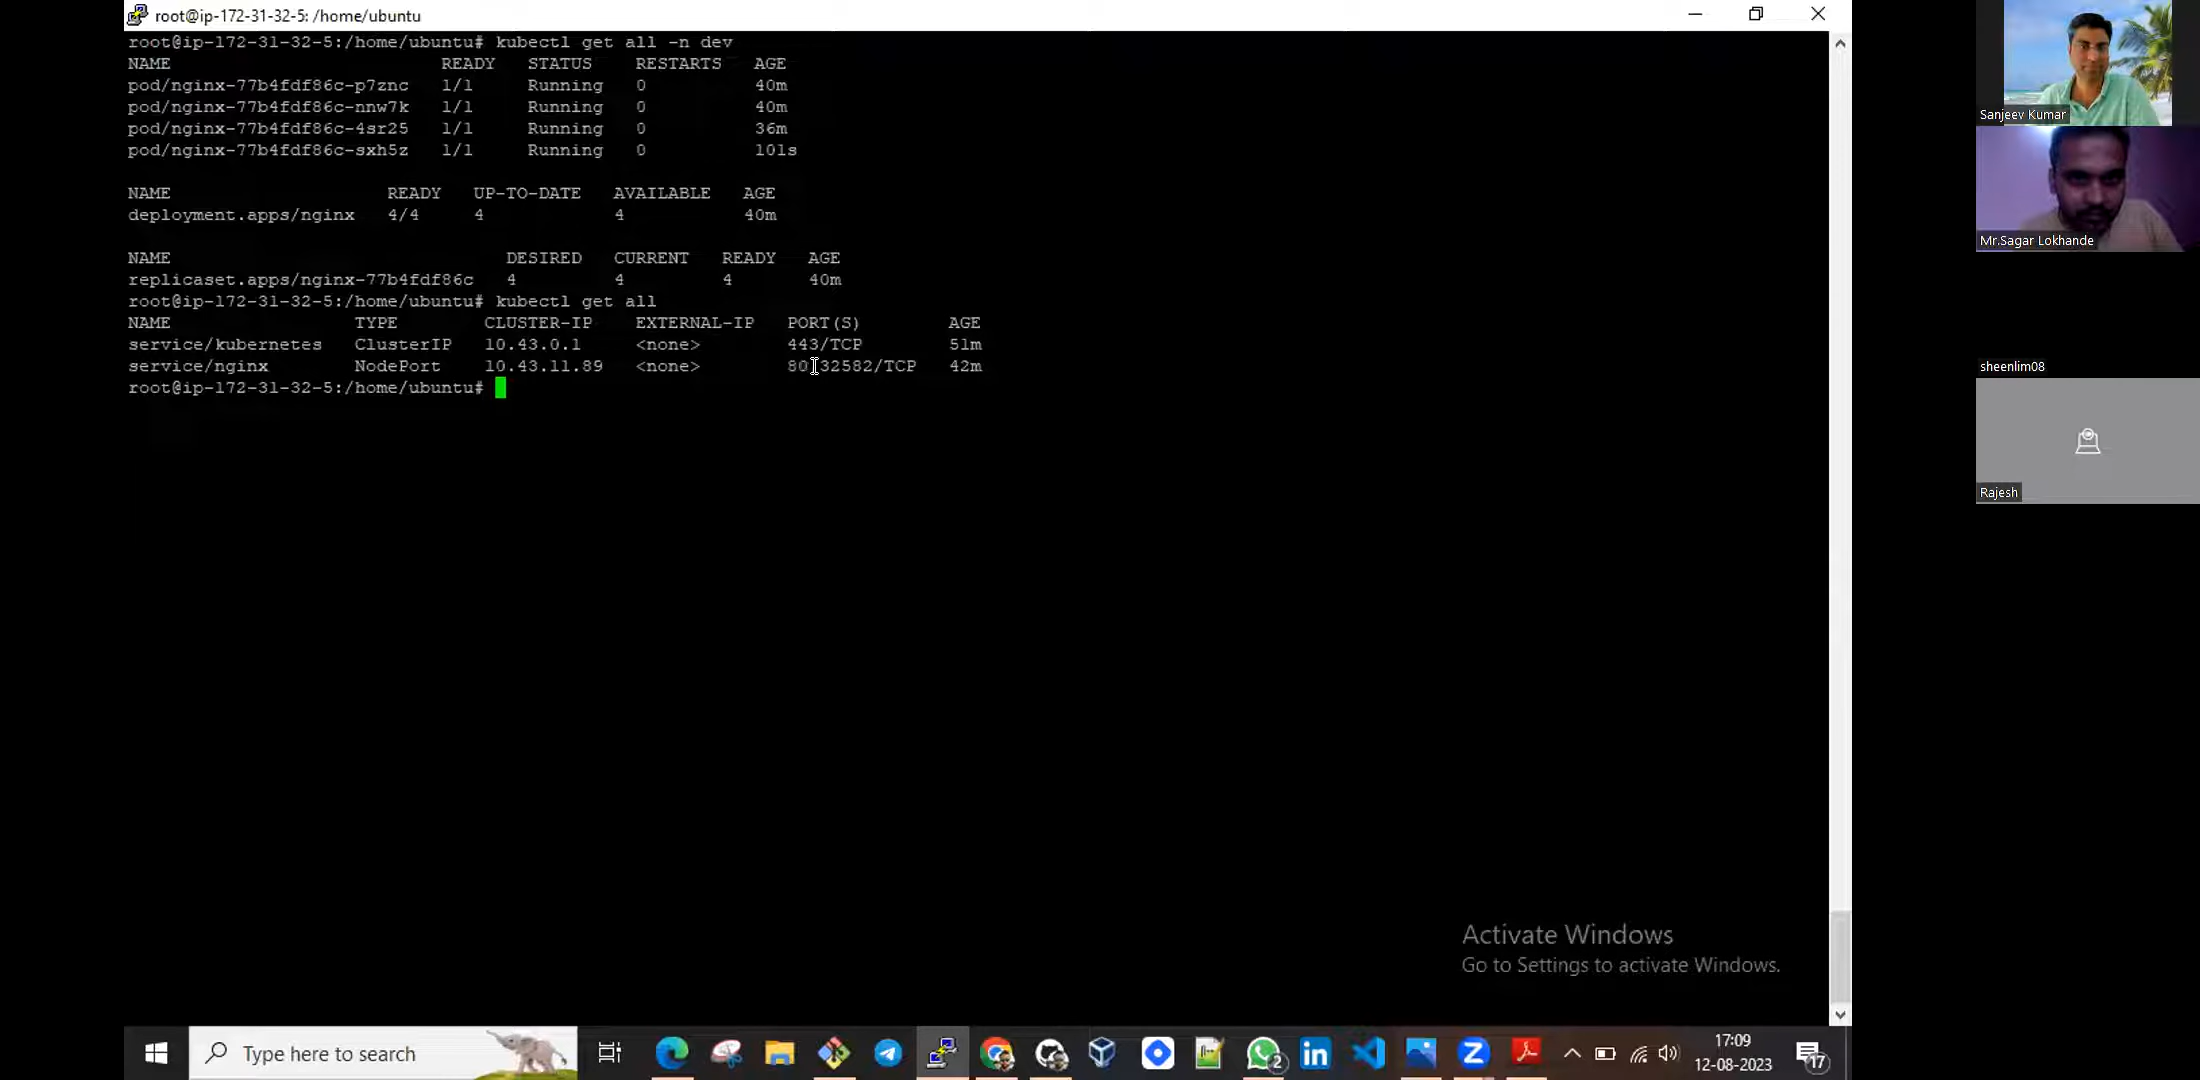 root@ip-172-31-32-5: /home/ubuntu
root@ip-172-31-32-5:/home/ubuntu# kubectl get all -n dev
NAME READY STATUS RESTARTS AGE
pod/nginx-77b4fdf86c-p7znc 1/1 Running 0 40m
pod/nginx-77b4fdf86c-nnw7k 1/1 Running 0 40m
pod/nginx-77b4fdf86c-4sr25 1/1 Running 0 36m
pod/nginx-77b4fdf86c-sxh5z 1/1 Running 0 101s
NAME READY UP-TO-DATE AVAILABLE AGE
deployment.apps/nginx 4/4 4 4 40m
NAME DESIRED CURRENT READY AGE
replicaset.apps/nginx-77b4fdf86c 4 4 4 40m
root@ip-172-31-32-5:/home/ubuntu# kubectl get all
NAME TYPE CLUSTER-IP EXTERNAL-IP PORT(S) AGE
service/kubernetes ClusterIP 10.43.0.1 <none> 443/TCP 51m
service/nginx NodePort 10.43.11.89 <none> 80:32582/TCP 42m
root@ip-172-31-32-5:/home/ubuntu#
Sanjeev Kumar
Mr.Sagar Lokhande
sheenlim08
Rajesh
Activate Windows
Go to Settings to activate Windows.
Type here to search
2
17:09
12-08-2023
17